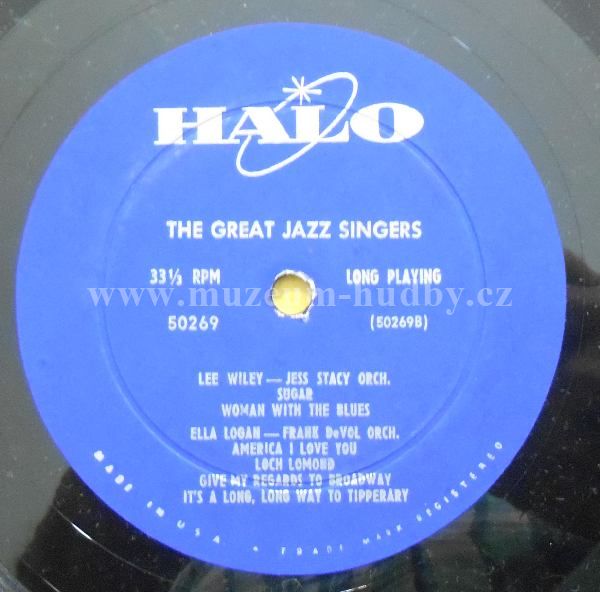 HALO
THE GREAT JAZZ SINGERS
33⅓ RPM LONG PLAYING
www.muzeum-hudby.cz
50269 (50269B)
LEE WILEY — JESS STACY ORCH.
SUGAR
WOMAN WITH THE BLUES
ELLA LOGAN — FRANK DeVOL ORCH.
AMERICA I LOVE YOU
LOCH LOMOND
GIVE MY REGARDS TO BROADWAY
IT'S A LONG, LONG WAY TO TIPPERARY
MADE IN U.S.A. • TRADE MARK REGISTERED